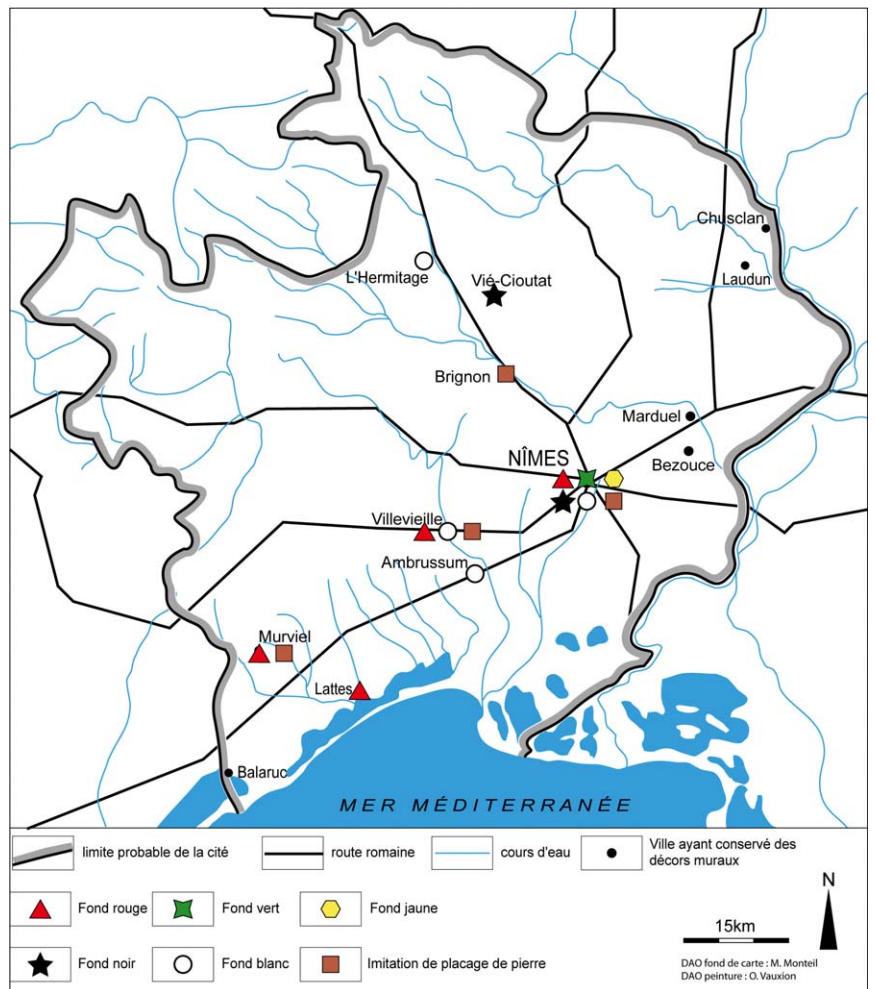 Chusclan
Laudun
L'Hermitage
Vié-Cioutat
Brignon
Marduel
Bezouce
NÎMES
Villevieille
Ambrussum
Murviel
Lattes
Balaruc
MER MÉDITERRANÉE
limite probable de la cité
route romaine
cours d'eau
Ville ayant conservé des
décors muraux
Fond rouge
Fond vert
Fond jaune
N
15km
Fond noir
Fond blanc
Imitation de placage de pierre
DAO fond de carte : M. Monteil
DAO peinture : O. Vauxion